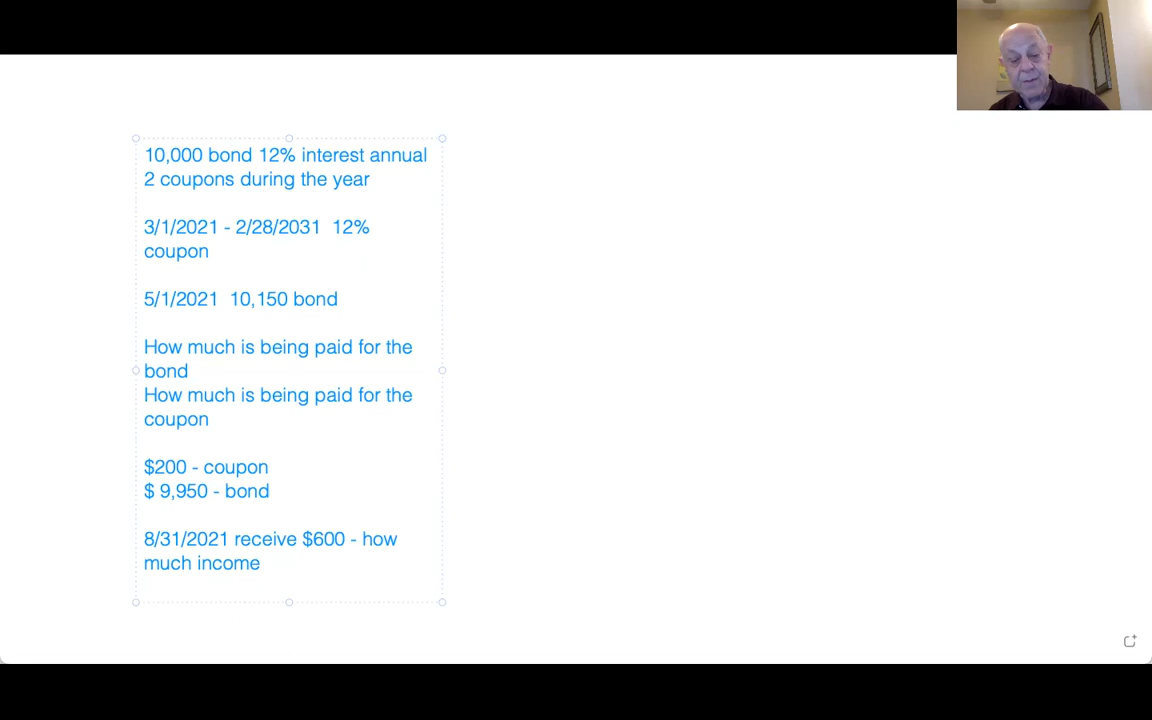 10,000 bond 12% interest annual
2 coupons during the year
3/1/2021 - 2/28/2031  12%
coupon
5/1/2021  10,150 bond
How much is being paid for the
bond
How much is being paid for the
coupon
$200 - coupon
$ 9,950 - bond
8/31/2021 receive $600 - how
much income